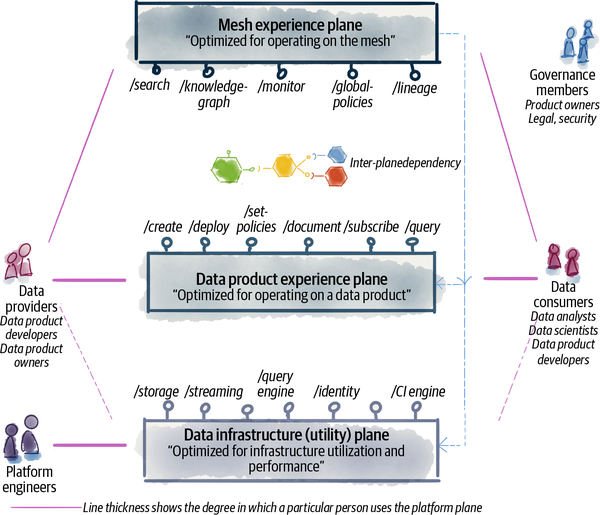 Mesh experience plane
"Optimized for operating on the mesh"
/search
/knowledge-
graph
/monitor
/global-
policies
/lineage
Governance
members
Product owners
Legal, security
Inter-planedependency
/create
/deploy
/set-
policies
/document
/subscribe
/query
Data product experience plane
"Optimized for operating on a data product"
Data
providers
Data product
developers
Data product
owners
Data
consumers
Data analysts
Data scientists
Data product
developers
/storage
/streaming
/query
engine
/identity
/CI engine
Data infrastructure (utility) plane
"Optimized for infrastructure utilization and
performance"
Platform
engineers
Line thickness shows the degree in which a particular person uses the platform plane